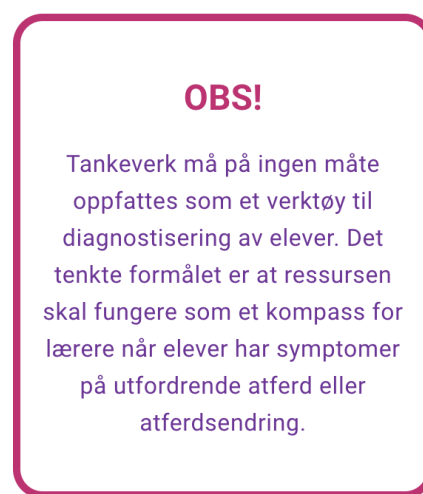 OBS!
Tankeverk må på ingen måte
oppfattes som et verktøy til
diagnostisering av elever. Det
tenkte formålet er at ressursen
skal fungere som et kompass for
lærere når elever har symptomer
på utfordrende atferd eller
atferdsendring.